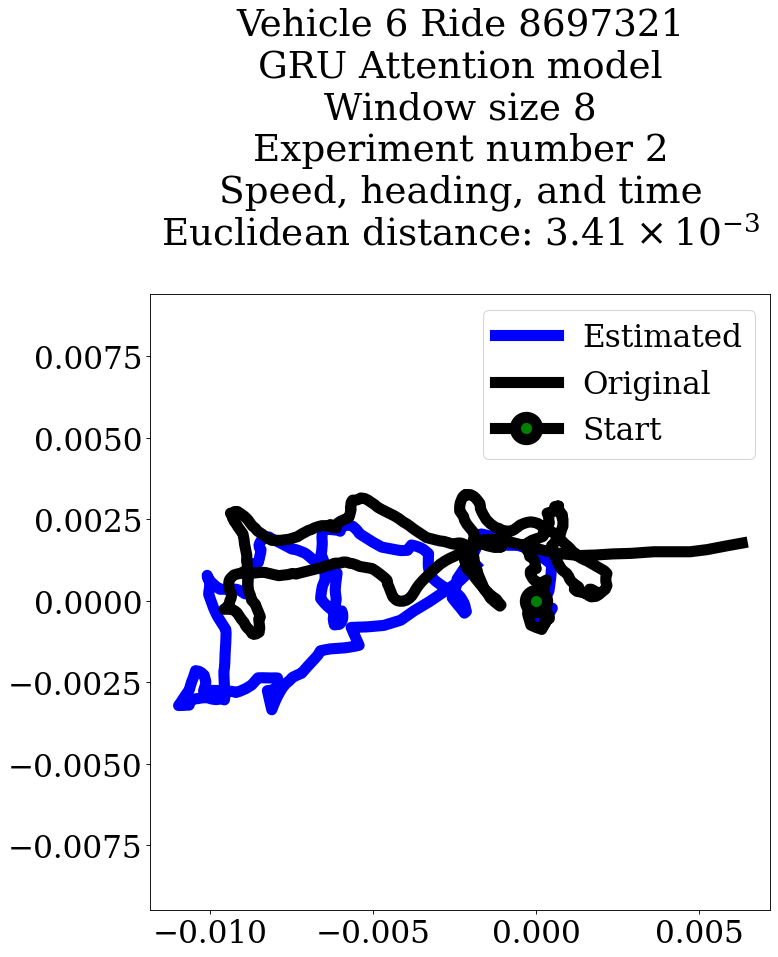 Vehicle 6 Ride 8697321
GRU Attention model
Window size 8
Experiment number 2
Speed, heading, and time
Euclidean distance: 3.41 × 10⁻³
Estimated
Original
Start
0.0075
0.0050
0.0025
0.0000
−0.0025
−0.0050
−0.0075
−0.010
−0.005
0.000
0.005